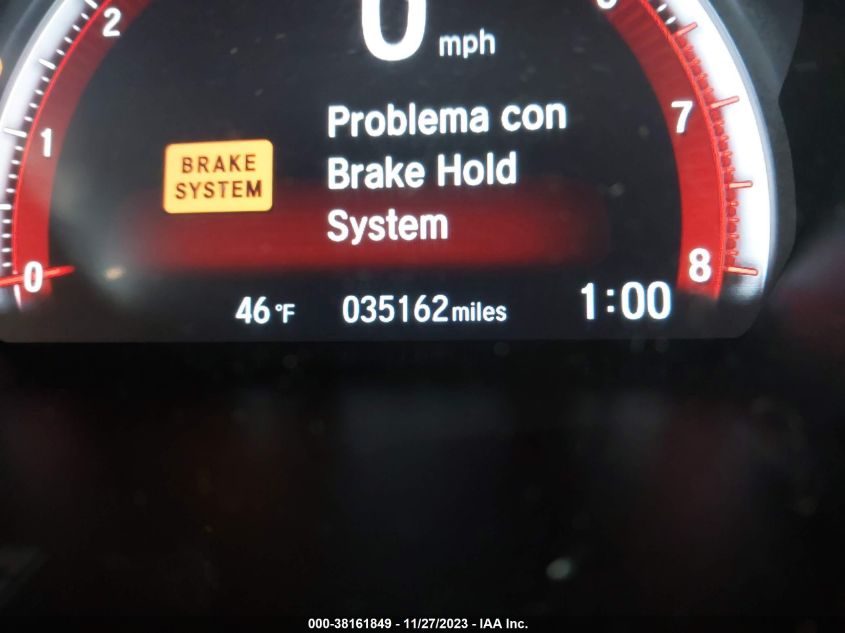 2
0 mph
1
7
Problema con
BRAKE
SYSTEM
Brake Hold
System
0
8
46°F
035162 miles
1:00
000-38161849 - 11/27/2023 - IAA Inc.